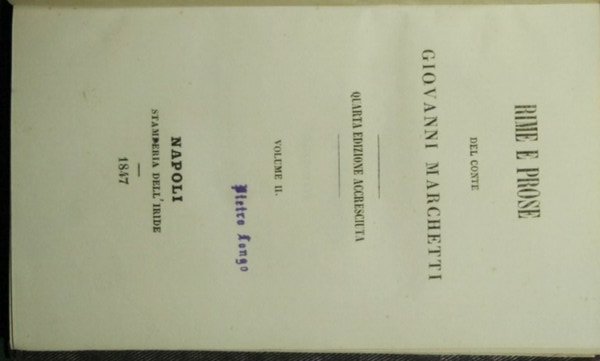 RIME E PROSE
DEL CONTE
GIOVANNI MARCHETTI
QUARTA EDIZIONE ACCRESCIUTA
VOLUME II.
Pietro Longo
NAPOLI
STAMPERIA DELL'IRIDE
1847